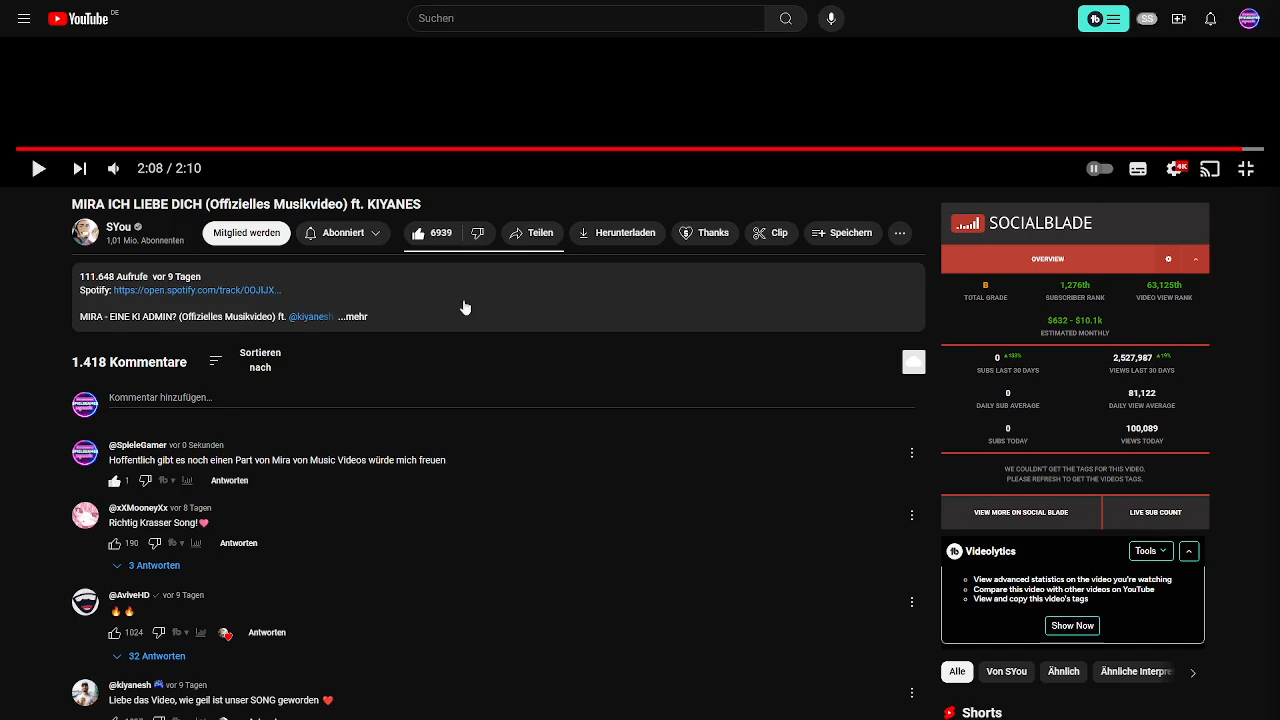 YouTube DE
Suchen
SS
2:08 / 2:10
4K
MIRA ICH LIEBE DICH (Offizielles Musikvideo) ft. KIYANES
SYou
1,01 Mio. Abonnenten
Mitglied werden
Abonniert
6939
Teilen
Herunterladen
Thanks
Clip
Speichern
111.648 Aufrufe vor 9 Tagen
Spotify: https://open.spotify.com/track/0OJIJX...
MIRA - EINE KI ADMIN? (Offizielles Musikvideo) ft. @kiyanesh ...mehr
1.418 Kommentare
Sortieren
nach
Kommentar hinzufügen...
@SpieleGamer vor 0 Sekunden
Hoffentlich gibt es noch einen Part von Mira von Music Videos würde mich freuen
1
Antworten
@xXMooneyXx vor 8 Tagen
Richtig Krasser Song!💗
190
Antworten
3 Antworten
@AviveHD vor 9 Tagen
🔥🔥
1024
Antworten
32 Antworten
@kiyanesh vor 9 Tagen
Liebe das Video, wie geil ist unser SONG geworden ❤️
SOCIALBLADE
OVERVIEW
B
TOTAL GRADE
1,276th
SUBSCRIBER RANK
63,125th
VIDEO VIEW RANK
$632 - $10.1k
ESTIMATED MONTHLY
0
SUBS LAST 30 DAYS
2,527,987 ▲19%
VIEWS LAST 30 DAYS
0
DAILY SUB AVERAGE
81,122
DAILY VIEW AVERAGE
0
SUBS TODAY
100,089
VIEWS TODAY
WE COULDN'T GET THE TAGS FOR THIS VIDEO.
PLEASE REFRESH TO GET THE VIDEOS TAGS.
VIEW MORE ON SOCIAL BLADE
LIVE SUB COUNT
Videolytics
Tools
View advanced statistics on the video you're watching
Compare this video with other videos on YouTube
View and copy this video's tags
Show Now
Alle
Von SYou
Ähnlich
Ähnliche Interpre
Shorts